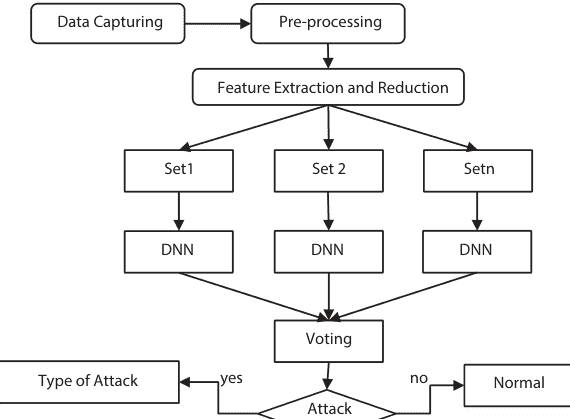 Data Capturing
Pre-processing
Feature Extraction and Reduction
Set1
Set 2
Setn
DNN
DNN
DNN
Voting
Type of Attack
yes
no
Normal
Attack